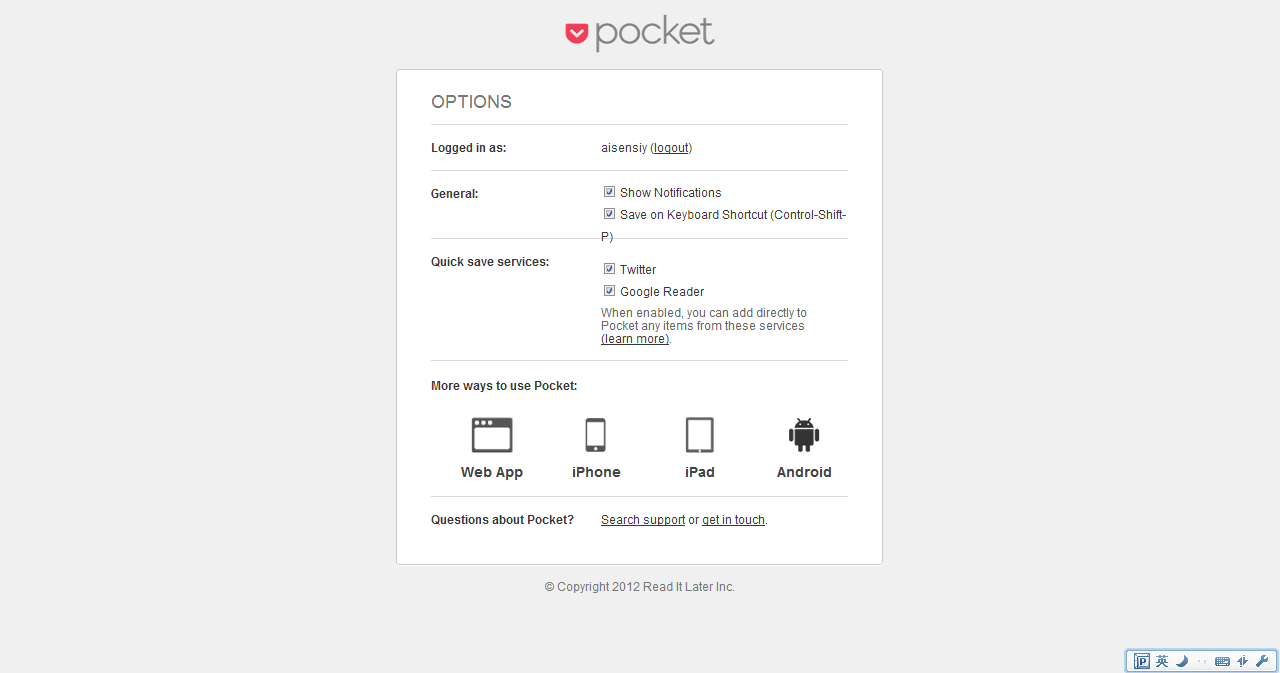 pocket
OPTIONS
Logged in as: aisensiy (logout)
General: Show Notifications
Save on Keyboard Shortcut (Control-Shift-
P)
Quick save services: Twitter
Google Reader
When enabled, you can add directly to
Pocket any items from these services
(learn more).
More ways to use Pocket:
Web App iPhone iPad Android
Questions about Pocket? Search support or get in touch.
© Copyright 2012 Read It Later Inc.
P 英